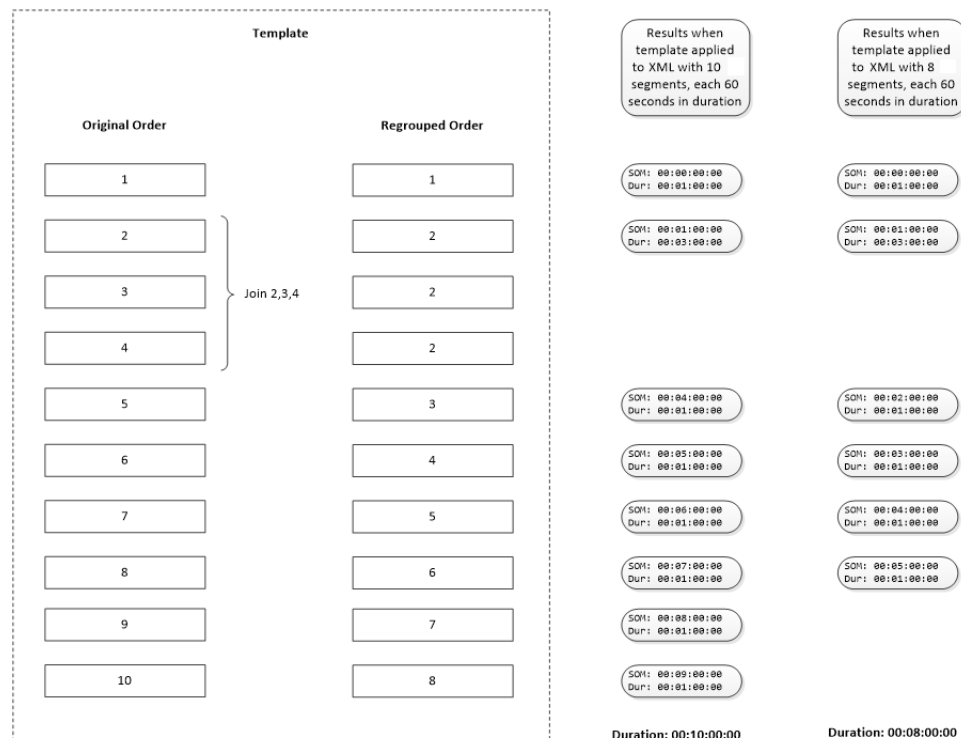 Template
Results when
template applied
to XML with 10
segments, each 60
seconds in duration
Results when
template applied
to XML with 8
segments, each 60
seconds in duration
Original Order
Regrouped Order
1
1
SOM: 00:00:00:00
Dur: 00:01:00:00
SOM: 00:00:00:00
Dur: 00:01:00:00
2
2
SOM: 00:01:00:00
Dur: 00:03:00:00
SOM: 00:01:00:00
Dur: 00:03:00:00
3
Join 2,3,4
2
4
2
5
3
SOM: 00:04:00:00
Dur: 00:01:00:00
SOM: 00:02:00:00
Dur: 00:01:00:00
6
4
SOM: 00:05:00:00
Dur: 00:01:00:00
SOM: 00:03:00:00
Dur: 00:01:00:00
7
5
SOM: 00:06:00:00
Dur: 00:01:00:00
SOM: 00:04:00:00
Dur: 00:01:00:00
8
6
SOM: 00:07:00:00
Dur: 00:01:00:00
SOM: 00:05:00:00
Dur: 00:01:00:00
9
7
SOM: 00:08:00:00
Dur: 00:01:00:00
10
8
SOM: 00:09:00:00
Dur: 00:01:00:00
Duration: 00:10:00:00
Duration: 00:08:00:00